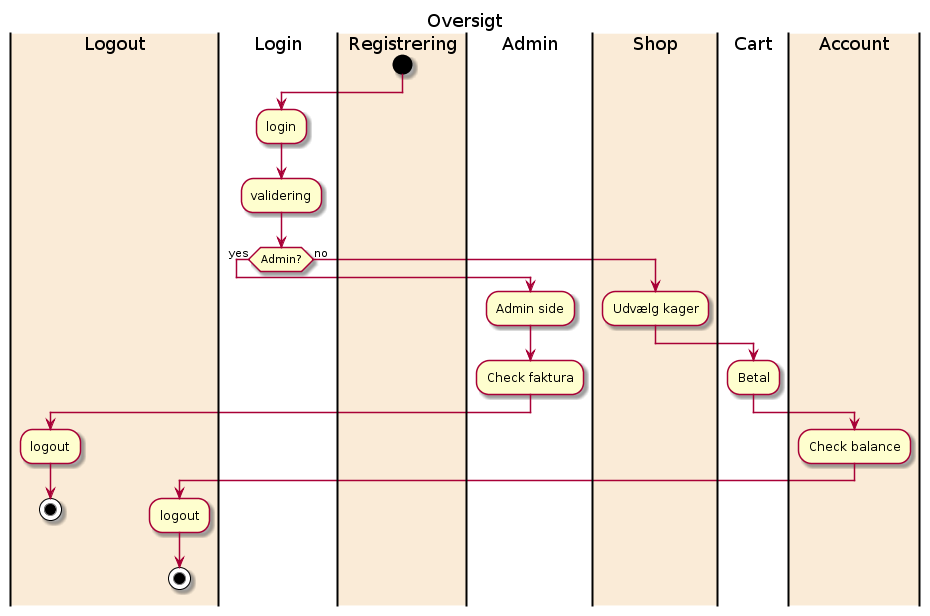 Oversigt
Logout Login Registrering Admin Shop Cart Account
login
validering
yes Admin? no
Admin side Udvælg kager
Check faktura Betal
logout Check balance
logout